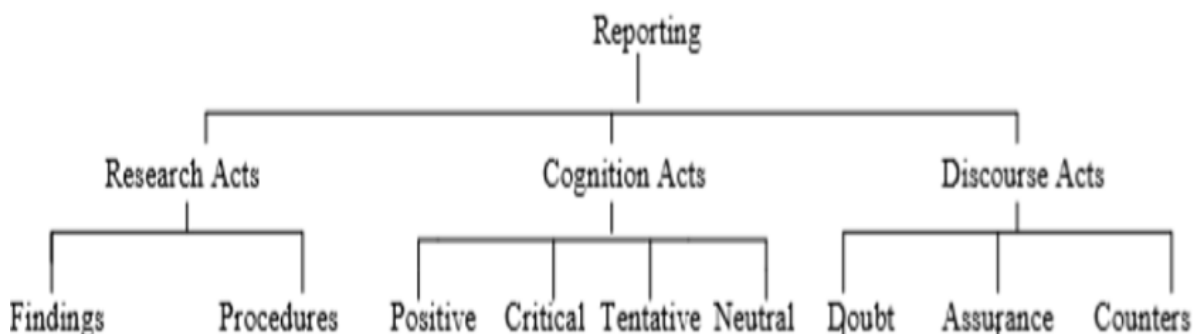 Reporting
Research Acts Cognition Acts Discourse Acts
Findings Procedures Positive Critical Tentative Neutral Doubt Assurance Counters